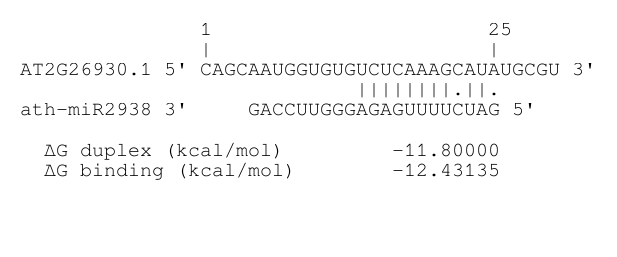 1 25
| |
AT2G26930.1 5' CAGCAAUGGUGUGUCUCAAAGCAUAUGCGU 3'
||||||||.||.
ath-miR2938 3' GACCUUGGGAGAGUUUUCUAG 5'
ΔG duplex (kcal/mol) -11.80000
ΔG binding (kcal/mol) -12.43135